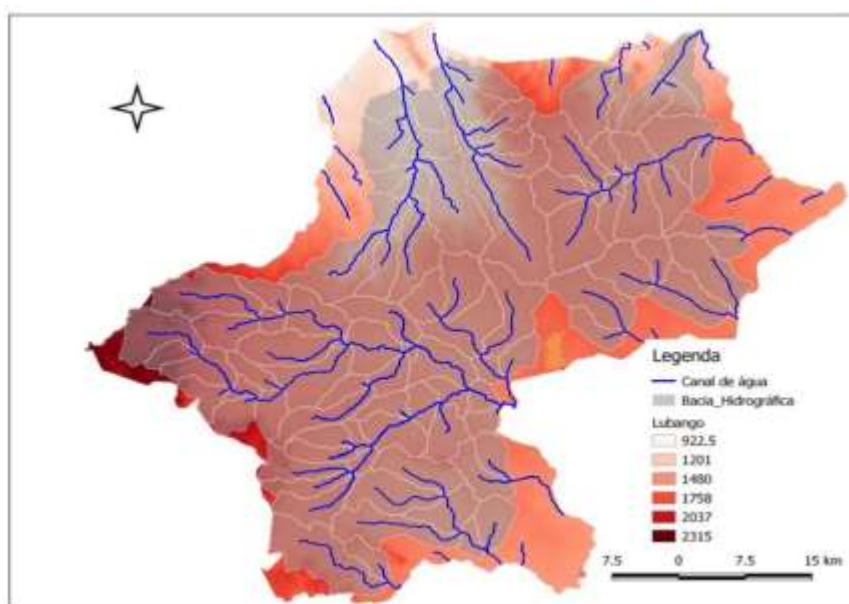 Legenda
Canal de água
Bacia_Hidrográfica
Lubango
922.5
1201
1480
1758
2037
2315
7.5 0 7.5 15 km